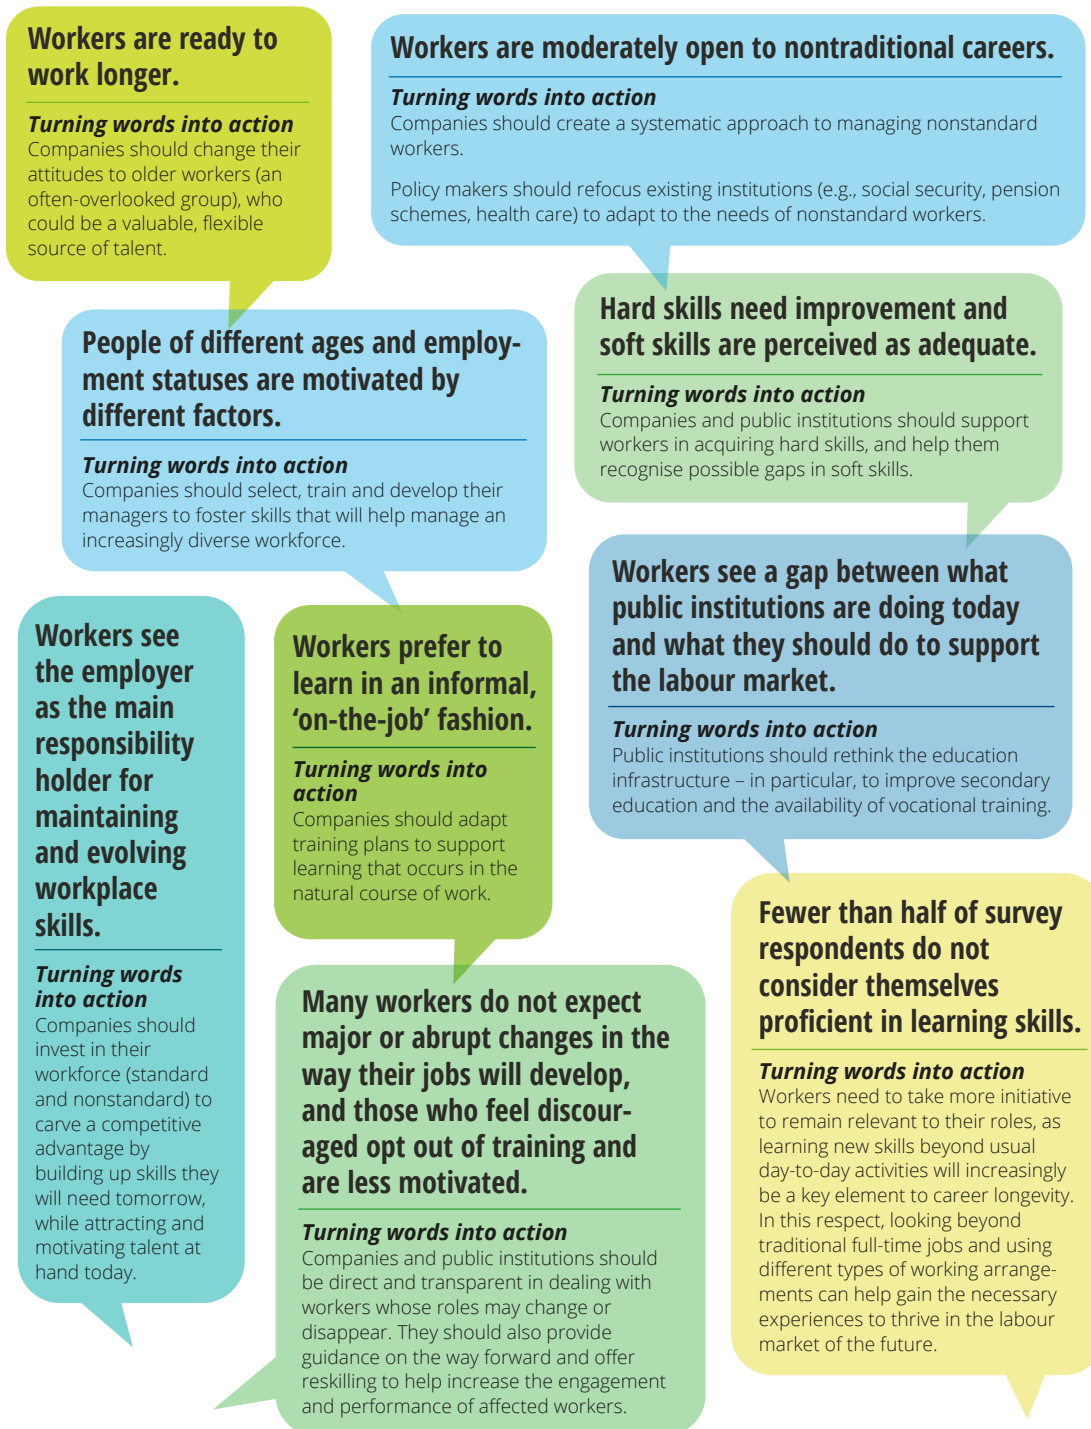 Workers are ready to
work longer.
Turning words into action
Companies should change their
attitudes to older workers (an
often-overlooked group), who
could be a valuable, flexible
source of talent.
Workers are moderately open to nontraditional careers.
Turning words into action
Companies should create a systematic approach to managing nonstandard
workers.
Policy makers should refocus existing institutions (e.g., social security, pension
schemes, health care) to adapt to the needs of nonstandard workers.
People of different ages and employ-
ment statuses are motivated by
different factors.
Turning words into action
Companies should select, train and develop their
managers to foster skills that will help manage an
increasingly diverse workforce.
Hard skills need improvement and
soft skills are perceived as adequate.
Turning words into action
Companies and public institutions should support
workers in acquiring hard skills, and help them
recognise possible gaps in soft skills.
Workers see a gap between what
public institutions are doing today
and what they should do to support
the labour market.
Turning words into action
Public institutions should rethink the education
infrastructure – in particular, to improve secondary
education and the availability of vocational training.
Workers see
the employer
as the main
responsibility
holder for
maintaining
and evolving
workplace
skills.
Turning words
into action
Companies should
invest in their
workforce (standard
and nonstandard) to
carve a competitive
advantage by
building up skills they
will need tomorrow,
while attracting and
motivating talent at
hand today.
Workers prefer to
learn in an informal,
‘on-the-job’ fashion.
Turning words into
action
Companies should adapt
training plans to support
learning that occurs in the
natural course of work.
Many workers do not expect
major or abrupt changes in the
way their jobs will develop,
and those who feel discour-
aged opt out of training and
are less motivated.
Turning words into action
Companies and public institutions should
be direct and transparent in dealing with
workers whose roles may change or
disappear. They should also provide
guidance on the way forward and offer
reskilling to help increase the engagement
and performance of affected workers.
Fewer than half of survey
respondents do not
consider themselves
proficient in learning skills.
Turning words into action
Workers need to take more initiative
to remain relevant to their roles, as
learning new skills beyond usual
day-to-day activities will increasingly
be a key element to career longevity.
In this respect, looking beyond
traditional full-time jobs and using
different types of working arrange-
ments can help gain the necessary
experiences to thrive in the labour
market of the future.